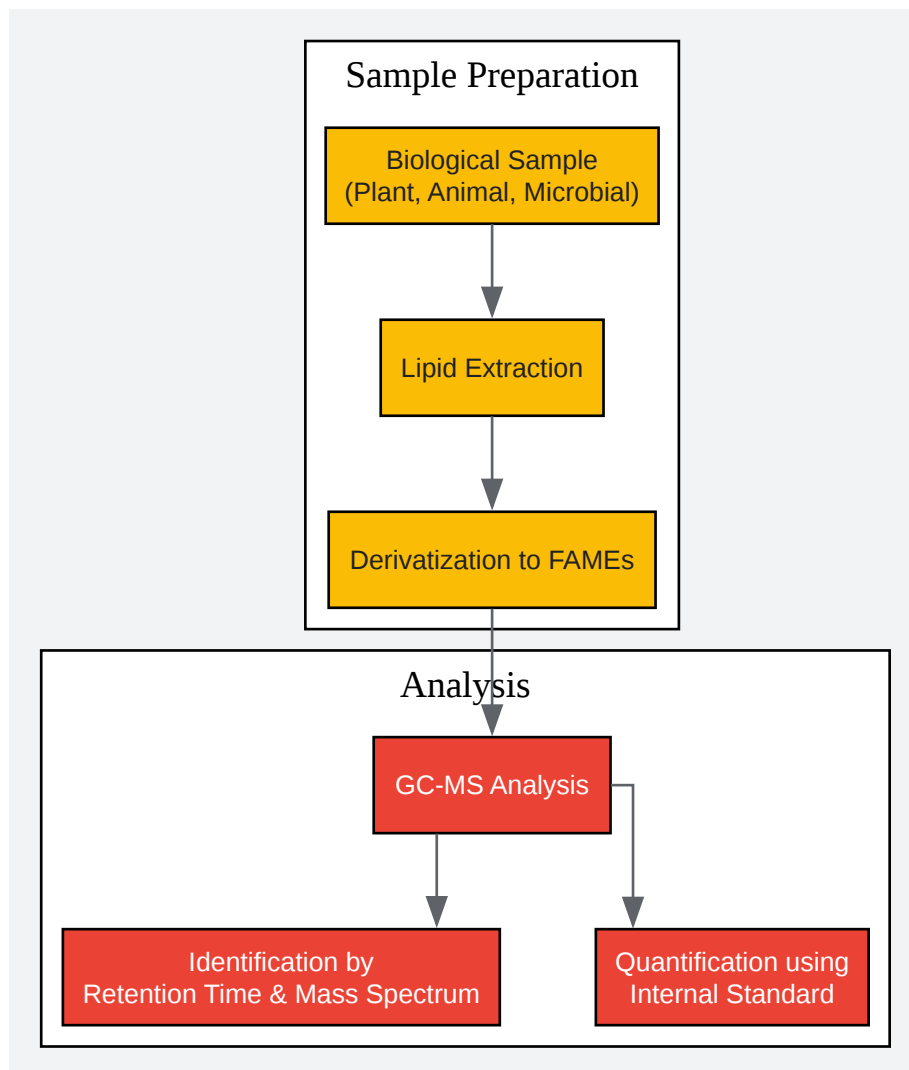 Sample Preparation
Biological Sample
(Plant, Animal, Microbial)
Lipid Extraction
Derivatization to FAMEs
Analysis
GC-MS Analysis
Identification by
Retention Time & Mass Spectrum
Quantification using
Internal Standard